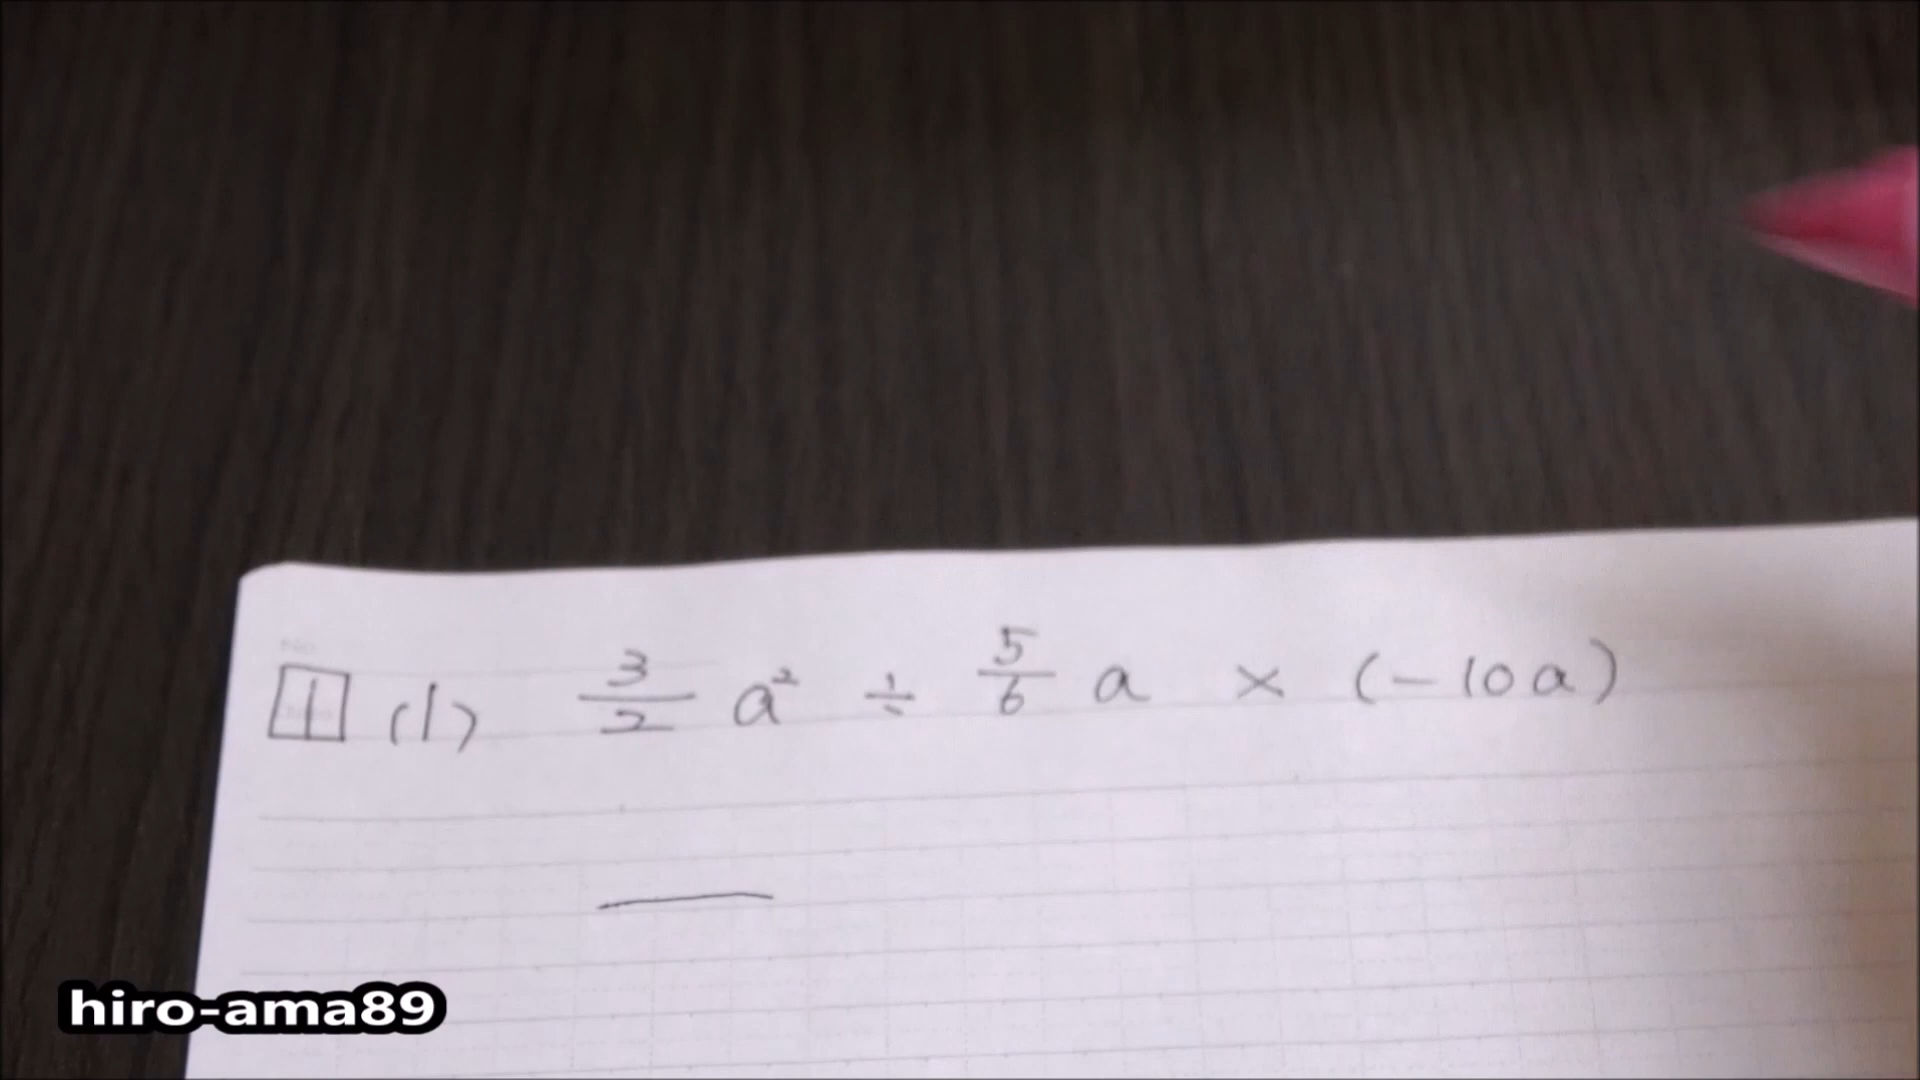 1 (1) 3/2 a² ÷ 5/6 a × (-10a)
hiro-ama89